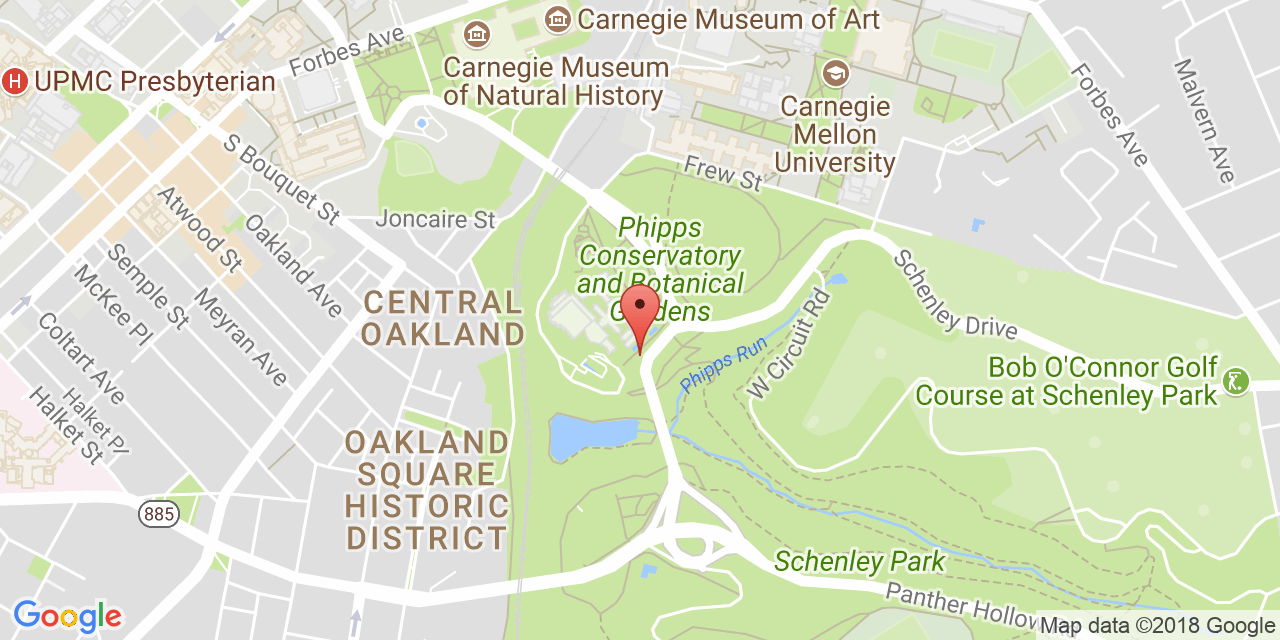 Carnegie Museum of Art
Forbes Ave
UPMC Presbyterian
Carnegie Museum
of Natural History
Carnegie
Mellon
University
Forbes Ave
Malvern Ave
S Bouquet St
Frew St
Atwood St
Joncaire St
Oakland Ave
Phipps
Conservatory
and Botanical
Gardens
Semple St
McKee Pl
Meyran Ave
CENTRAL
OAKLAND
Schenley Drive
W Circuit Rd
Phipps Run
Coltart Ave
Halket Pl
Halket St
Bob O'Connor Golf
Course at Schenley Park
OAKLAND
SQUARE
HISTORIC
DISTRICT
885
Schenley Park
Panther Hollow
Google
Map data ©2018 Google